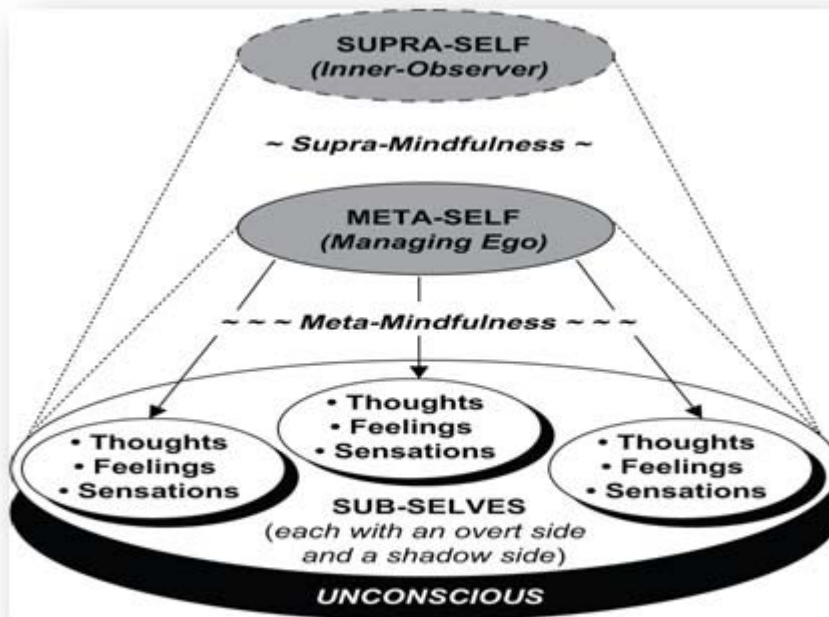 SUPRA-SELF
(Inner-Observer)
~ Supra-Mindfulness ~
META-SELF
(Managing Ego)
~ ~ ~ Meta-Mindfulness ~ ~ ~
• Thoughts
• Feelings
• Sensations
• Thoughts
• Feelings
• Sensations
• Thoughts
• Feelings
• Sensations
SUB-SELVES
(each with an overt side
and a shadow side)
UNCONSCIOUS